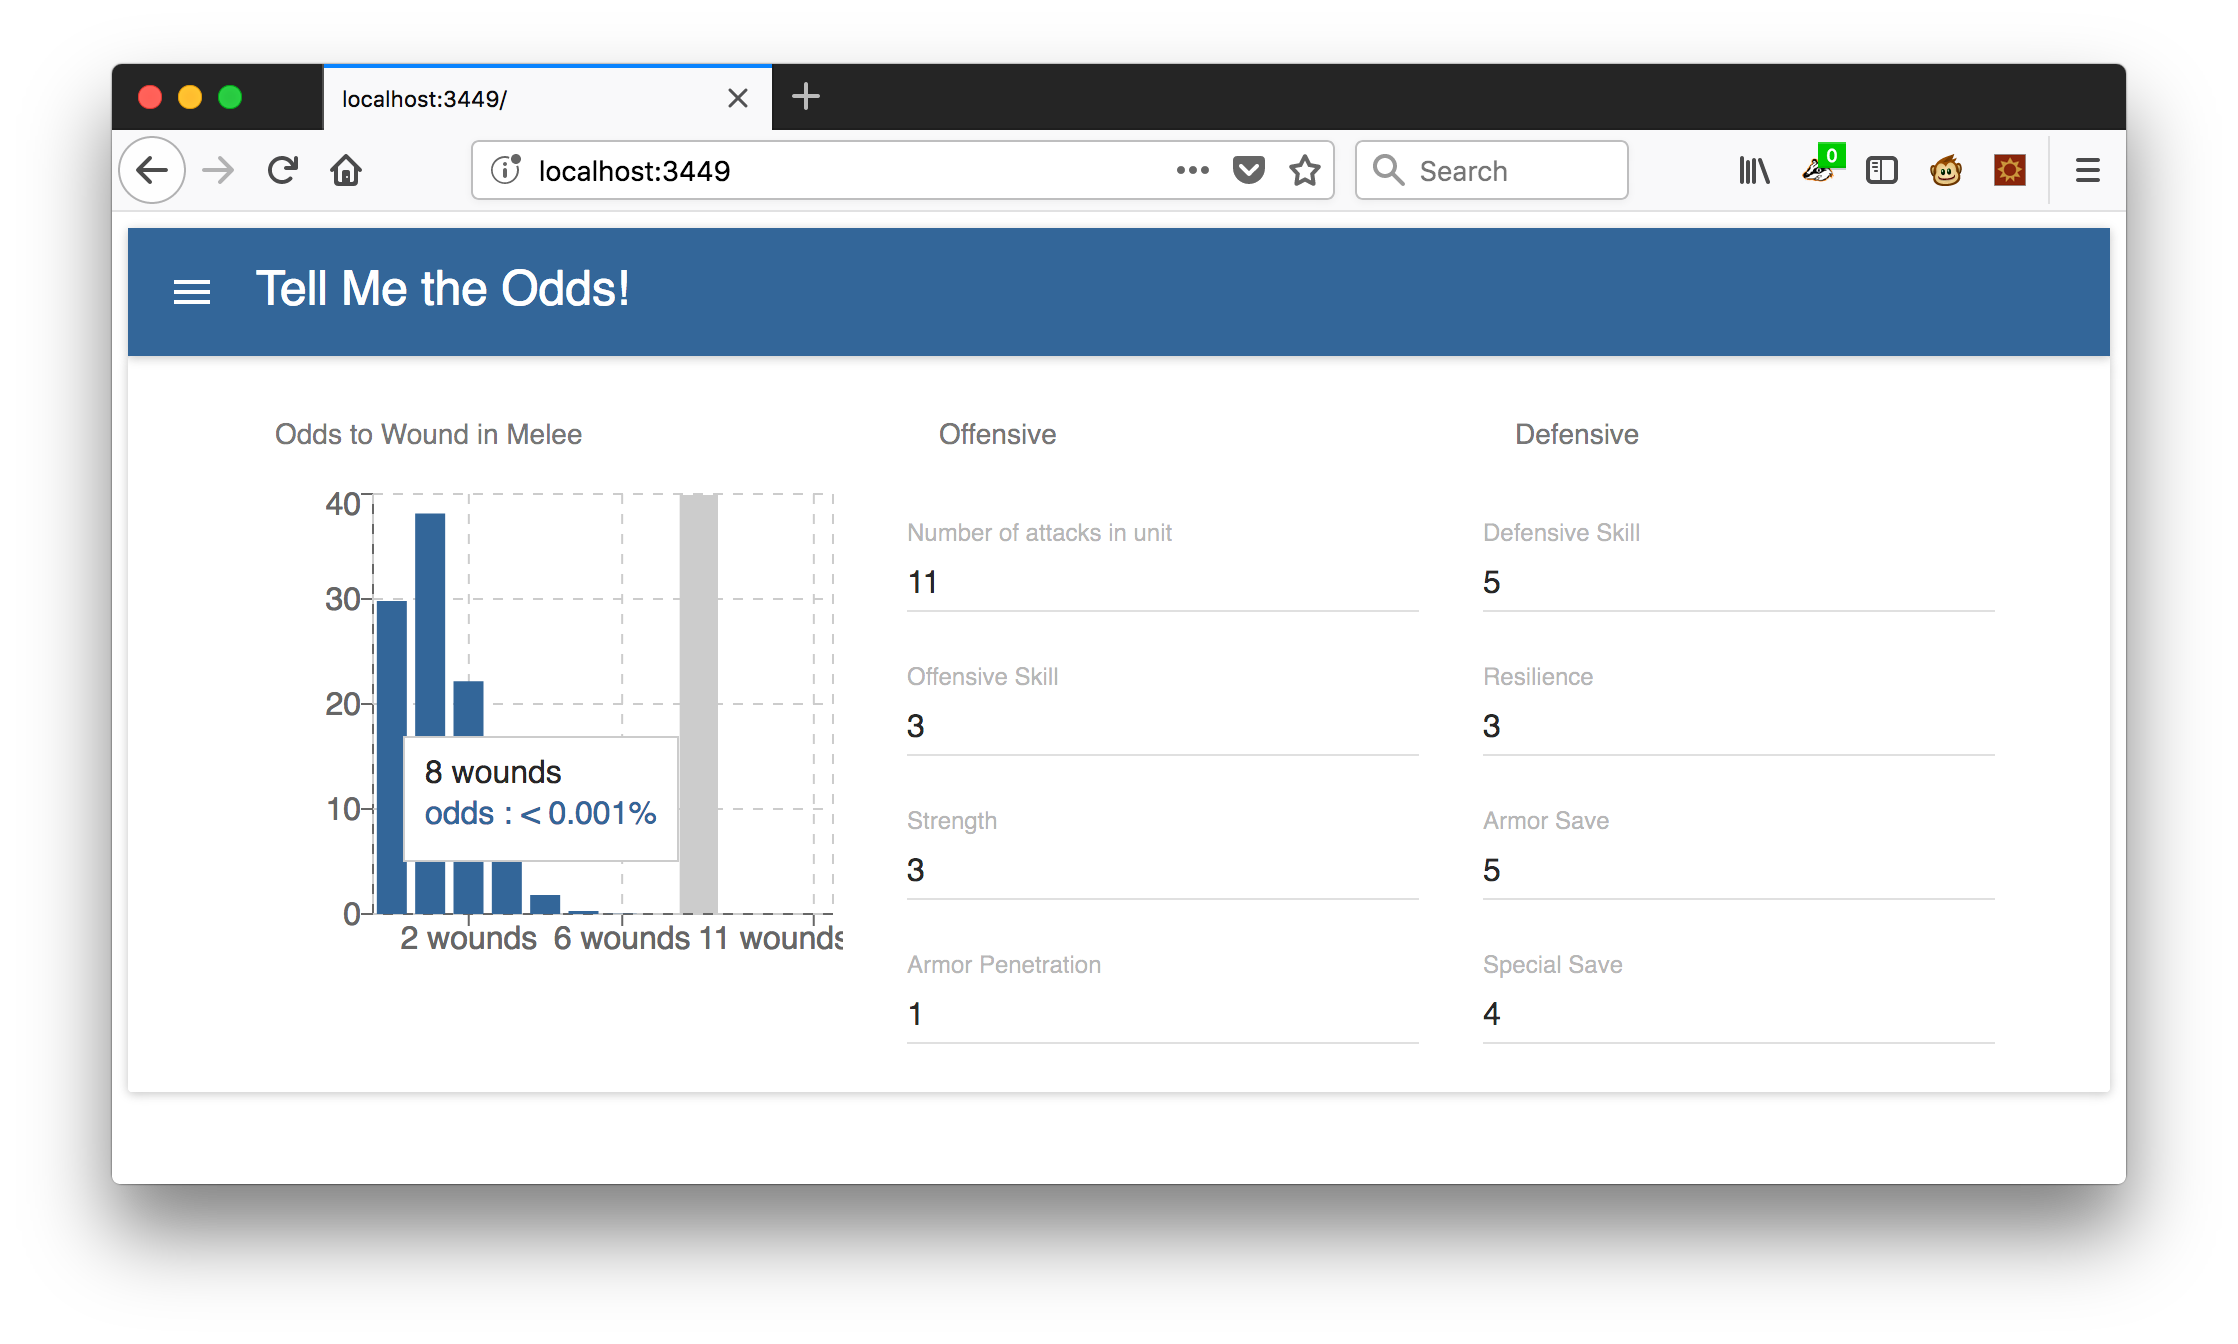 localhost:3449/
localhost:3449
Search
0
Tell Me the Odds!
Odds to Wound in Melee
40
30
20
10
0
8 wounds
odds : < 0.001%
2 wounds
6 wounds
11 wounds
Offensive
Number of attacks in unit
11
Offensive Skill
3
Strength
3
Armor Penetration
1
Defensive
Defensive Skill
5
Resilience
3
Armor Save
5
Special Save
4